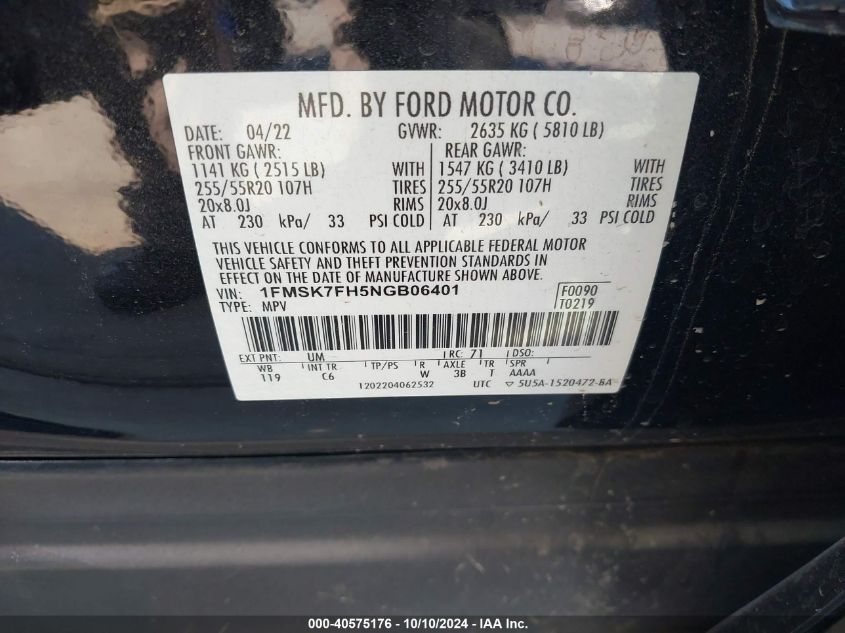 MFD. BY FORD MOTOR CO.
DATE: 04/22 GVWR: 2635 KG ( 5810 LB)
FRONT GAWR: REAR GAWR:
1141 KG ( 2515 LB) WITH 1547 KG ( 3410 LB) WITH
255/55R20 107H TIRES 255/55R20 107H TIRES
20x8.0J RIMS 20x8.0J RIMS
AT 230 kPa/ 33 PSI COLD AT 230 kPa/ 33 PSI COLD
THIS VEHICLE CONFORMS TO ALL APPLICABLE FEDERAL MOTOR
VEHICLE SAFETY AND THEFT PREVENTION STANDARDS IN
EFFECT ON THE DATE OF MANUFACTURE SHOWN ABOVE.
VIN: 1FMSK7FH5NGB06401 F0090
TYPE: MPV T0219
EXT PNT: UM RC: 71 DSO:
WB INT TR TP/PS R AXLE TR SPR
119 C6 W 3B T AAAA
1202204062532 UTC ▽ 5U5A-1520472-BA
000-40575176 - 10/10/2024 - IAA Inc.